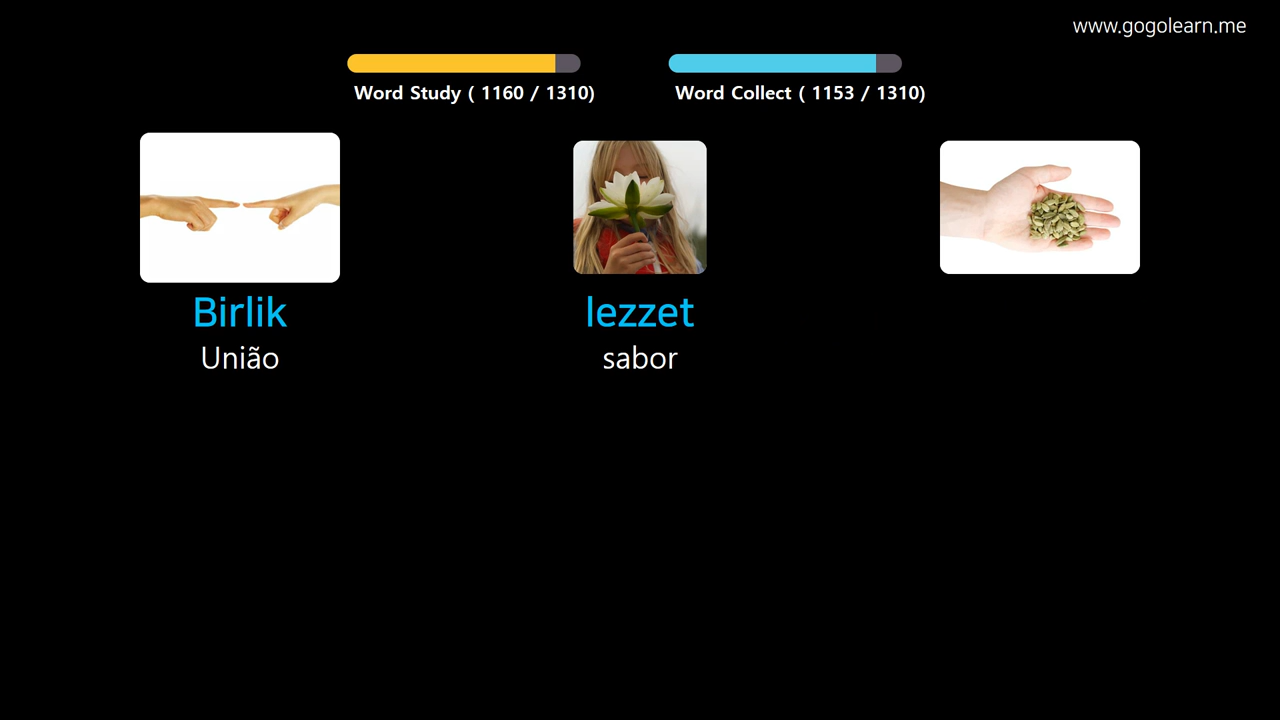 www.gogolearn.me
Word Study ( 1160 / 1310)
Word Collect ( 1153 / 1310)
Birlik
União
lezzet
sabor